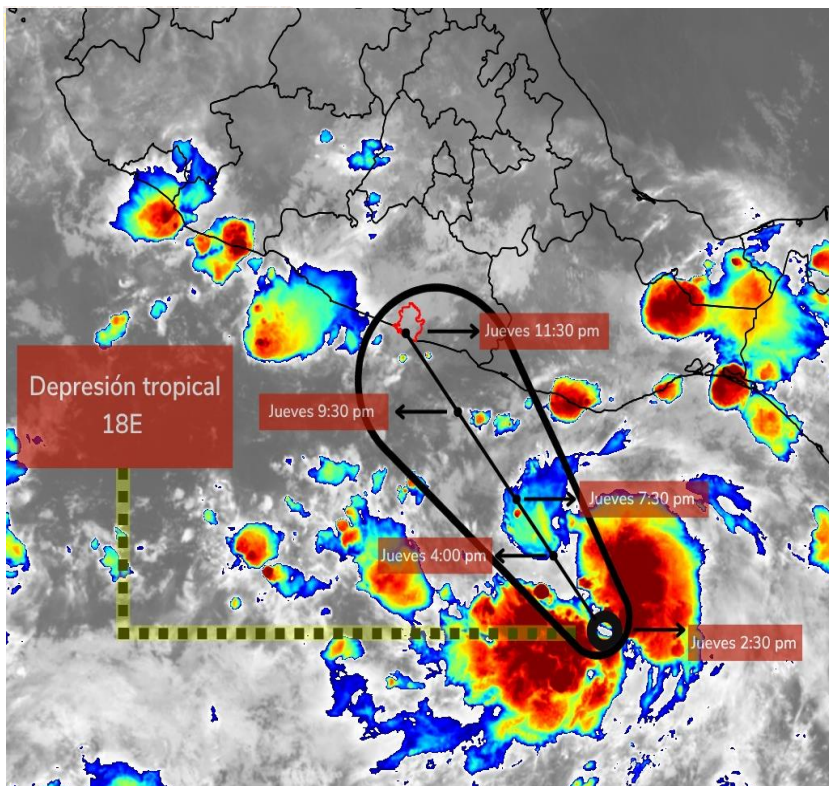 Jueves 11:30 pm
Depresión tropical
18E
Jueves 9:30 pm
Jueves 7:30 pm
Jueves 4:00 pm
Jueves 2:30 pm